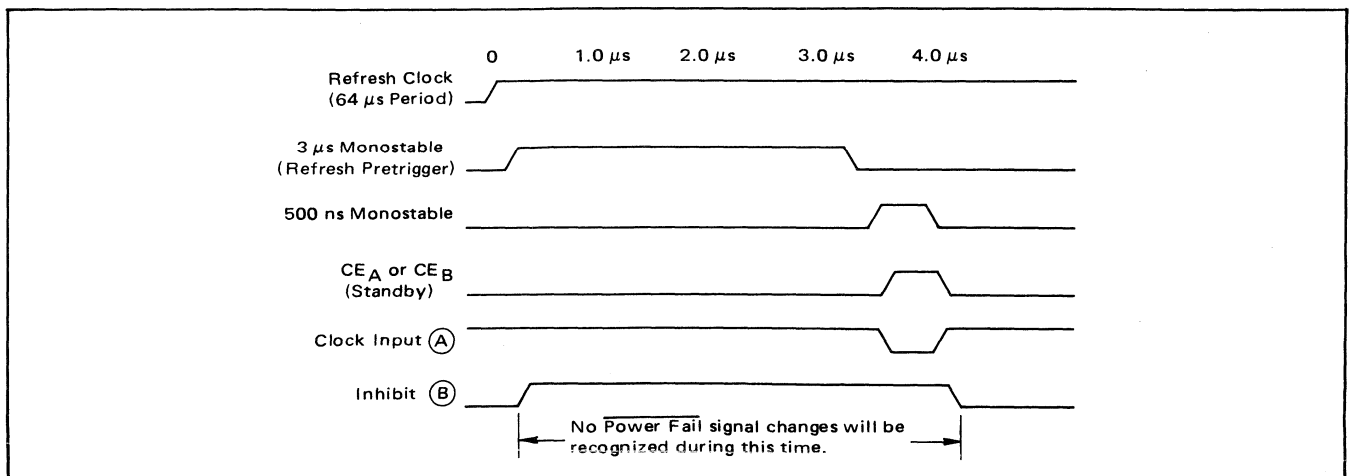 0 1.0 μs 2.0 μs 3.0 μs 4.0 μs
Refresh Clock
(64 μs Period)
3 μs Monostable
(Refresh Pretrigger)
500 ns Monostable
CE A or CE B
(Standby)
Clock Input A
Inhibit B
No Power Fail signal changes will be
recognized during this time.